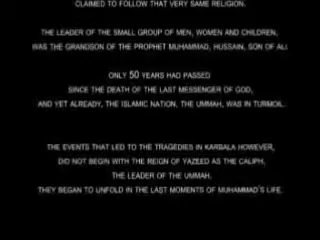 CLAIMED TO FOLLOW THAT VERY SAME RELIGION.
THE LEADER OF THE SMALL GROUP OF MEN, WOMEN AND CHILDREN,
WAS THE GRANDSON OF THE PROPHET MUHAMMAD, HUSSAIN, SON OF ALI.
ONLY 50 YEARS HAD PASSED
SINCE THE DEATH OF THE LAST MESSENGER OF GOD,
AND YET ALREADY, THE ISLAMIC NATION, THE UMMAH, WAS IN TURMOIL.
THE EVENTS THAT LED TO THE TRAGEDIES IN KARBALA HOWEVER,
DID NOT BEGIN WITH THE REIGN OF YAZEED AS THE CALIPH,
THE LEADER OF THE UMMAH.
THEY BEGAN TO UNFOLD IN THE LAST MOMENTS OF MUHAMMAD'S LIFE.